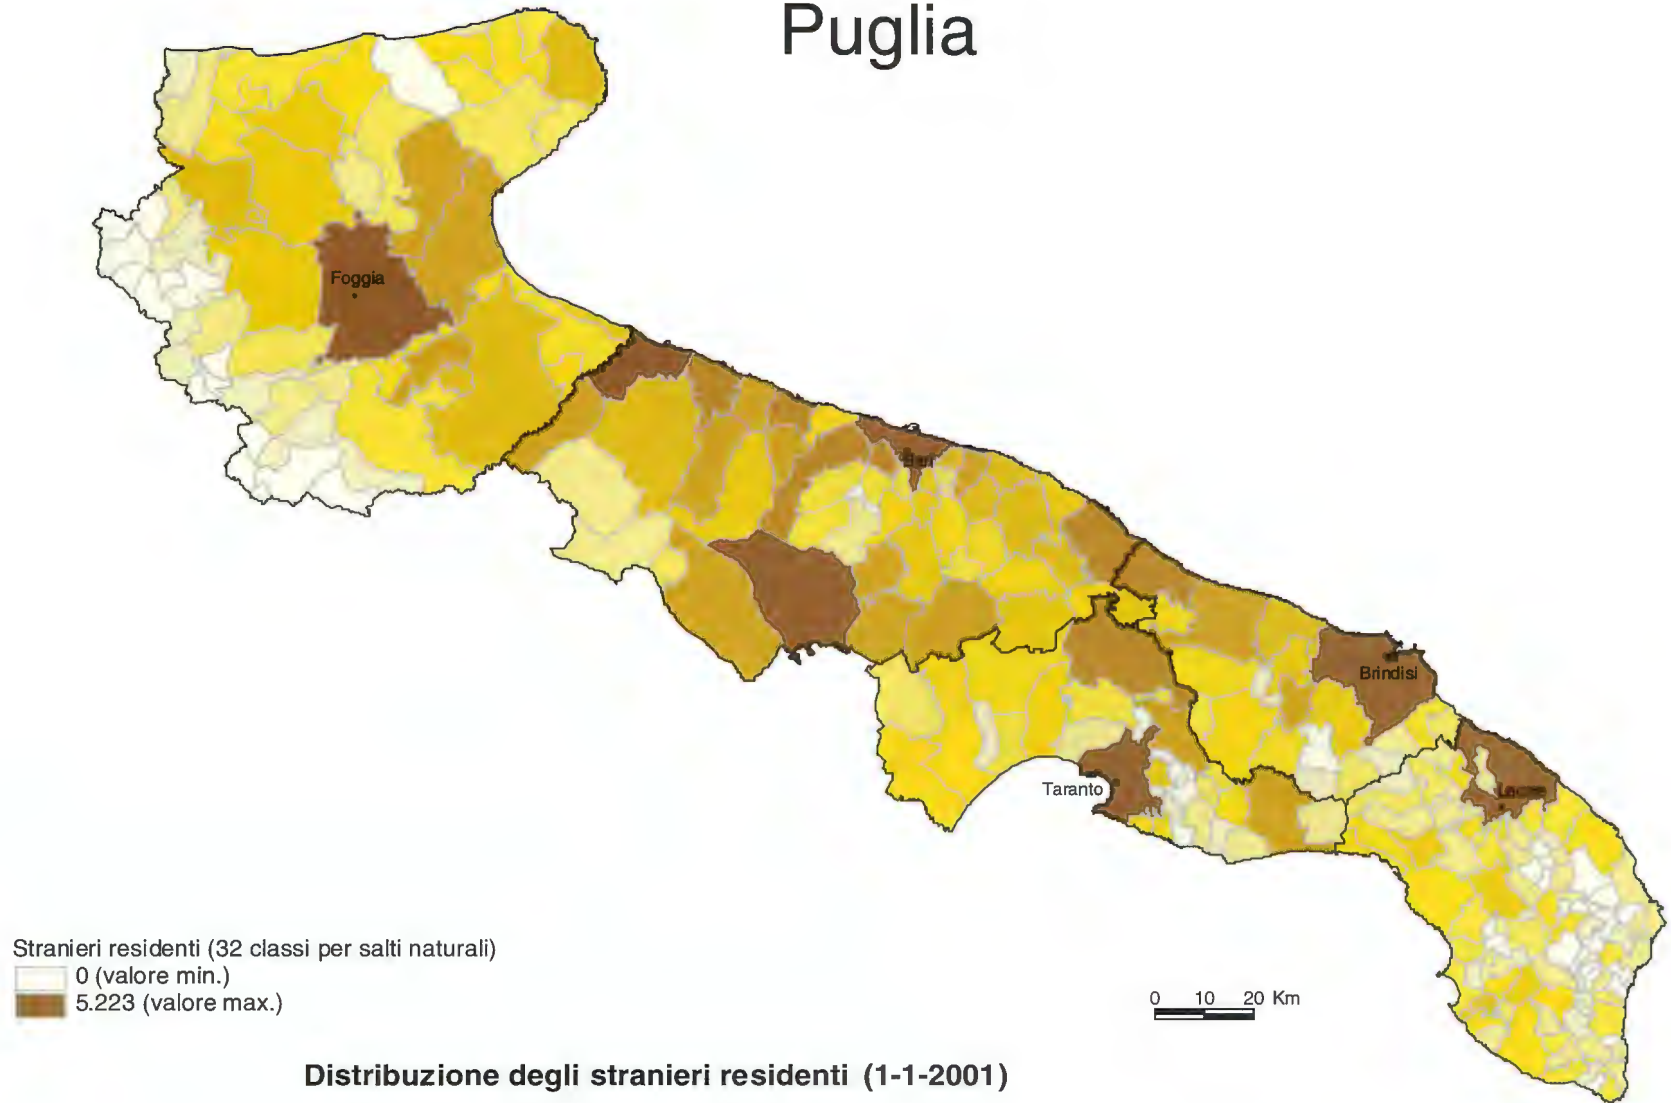 Puglia
Foggia
Bari
Brindisi
Taranto
Lecce
Stranieri residenti (32 classi per salti naturali)
0 (valore min.)
5.223 (valore max.)
0 10 20 Km
Distribuzione degli stranieri residenti (1-1-2001)